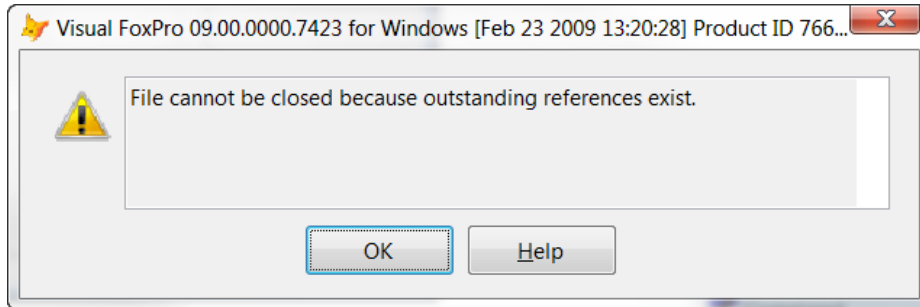 Visual FoxPro 09.00.0000.7423 for Windows [Feb 23 2009 13:20:28] Product ID 766...
File cannot be closed because outstanding references exist.
OK
Help